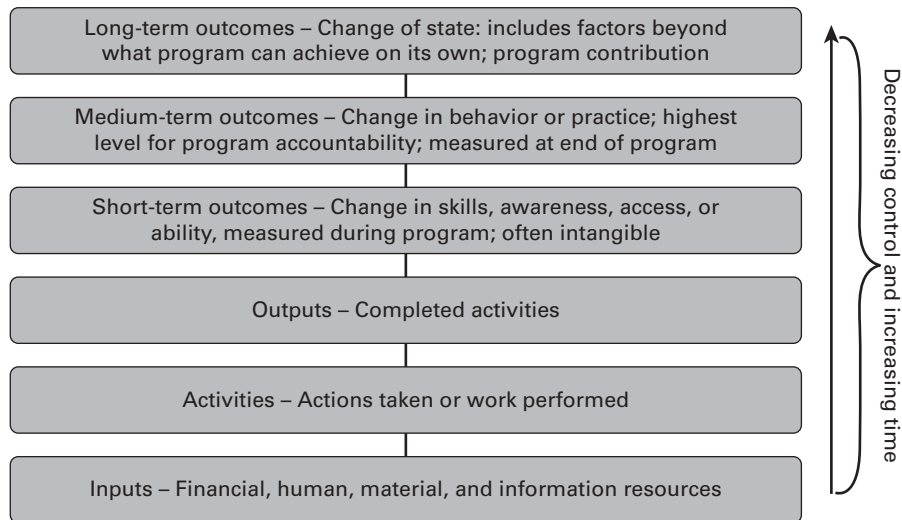 Long-term outcomes – Change of state: includes factors beyond
what program can achieve on its own; program contribution
Medium-term outcomes – Change in behavior or practice; highest
level for program accountability; measured at end of program
Short-term outcomes – Change in skills, awareness, access, or
ability, measured during program; often intangible
Outputs – Completed activities
Activities – Actions taken or work performed
Inputs – Financial, human, material, and information resources
Decreasing control and increasing time